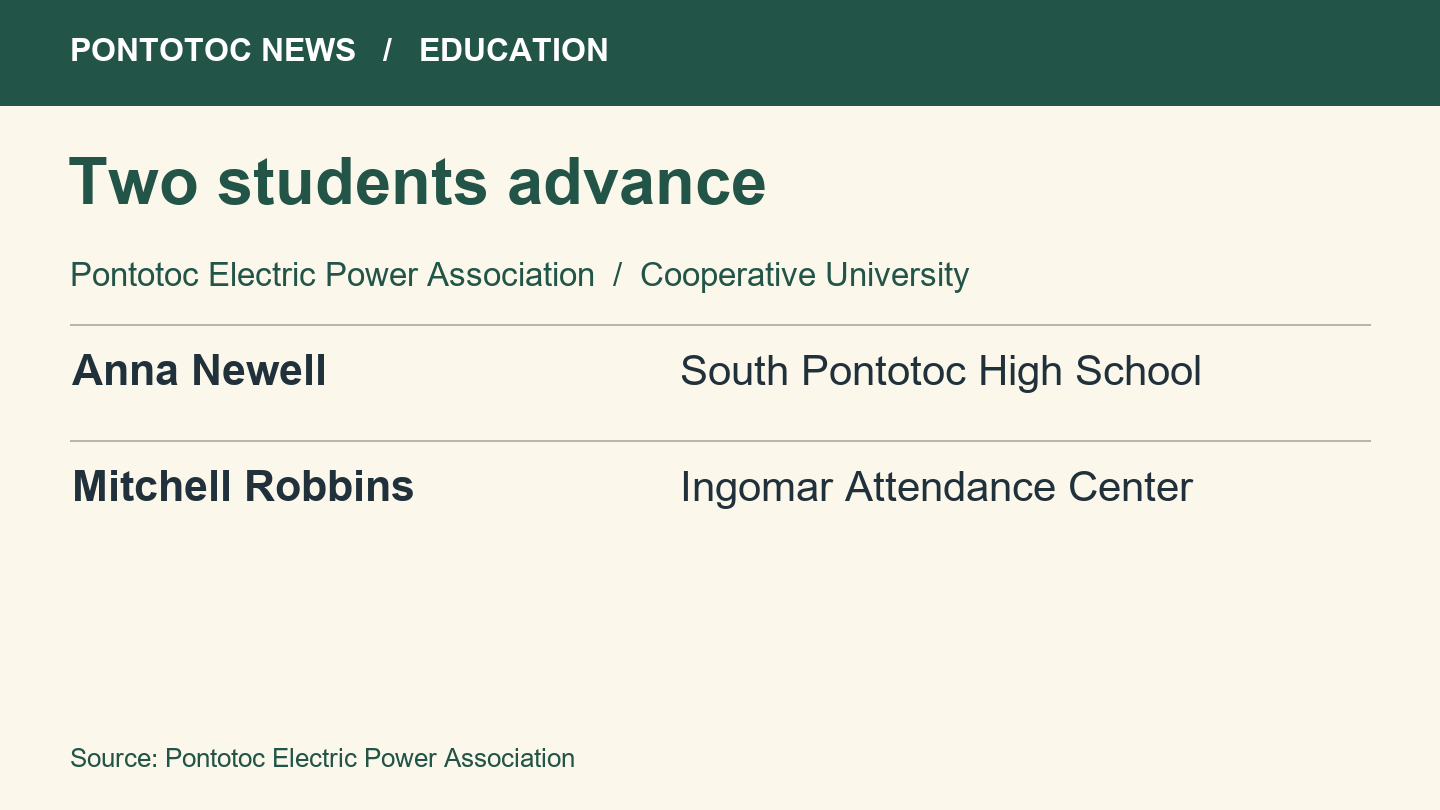 PONTOTOC NEWS / EDUCATION
Two students advance
Pontotoc Electric Power Association / Cooperative University
Anna Newell South Pontotoc High School
Mitchell Robbins Ingomar Attendance Center
Source: Pontotoc Electric Power Association